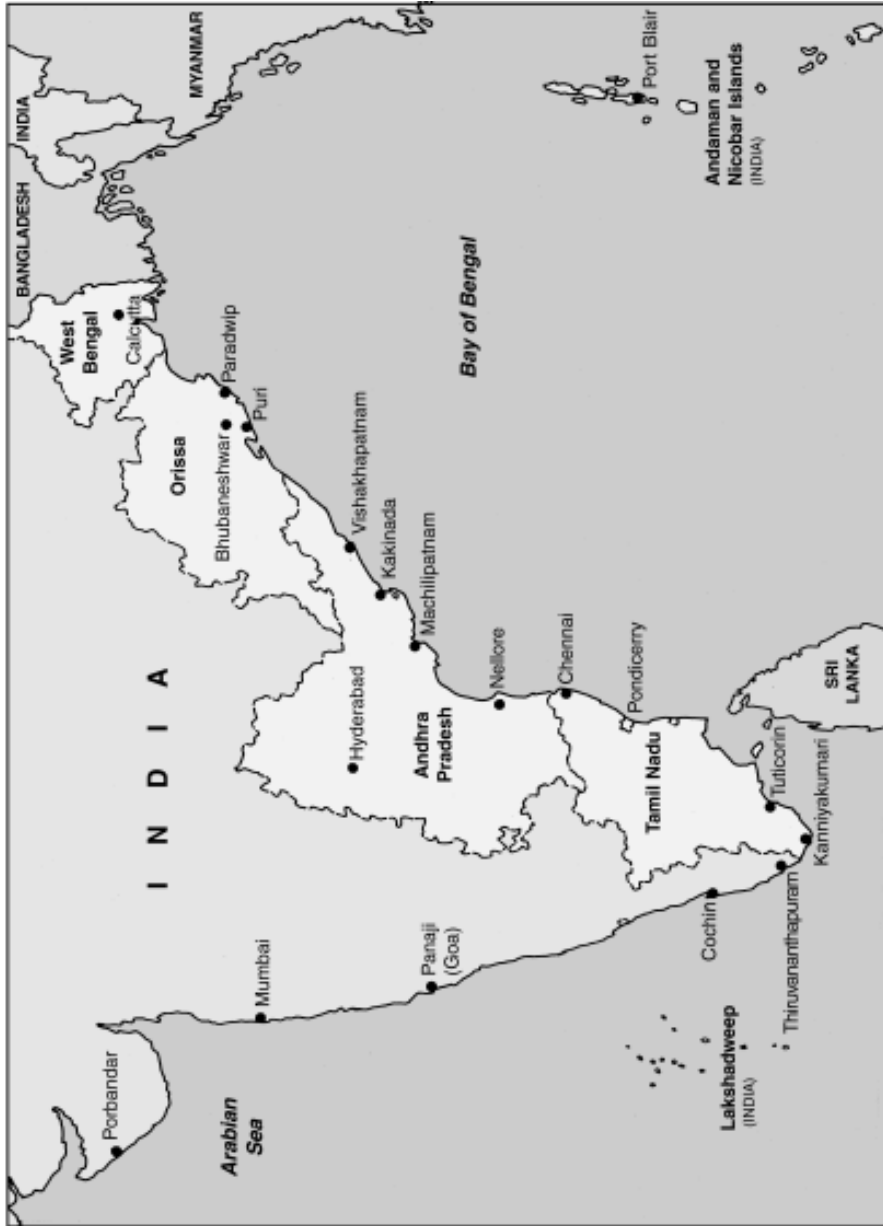 BANGLADESH
INDIA
MYANMAR
West
Bengal
Calcutta
Orissa
Bhubaneshwar
Paradwip
Puri
I N D I A
Porbandar
Mumbai
Arabian
Sea
Hyderabad
Andhra
Pradesh
Vishakhapatnam
Kakinada
Machilipatnam
Bay of Bengal
Panaji
(Goa)
Nellore
Chennai
Pondicerry
Tamil Nadu
Port Blair
Andaman and
Nicobar Islands
(INDIA)
Lakshadweep
(INDIA)
Cochin
Thiruvananthapuram
Tuticorin
Kanniyakumari
SRI
LANKA